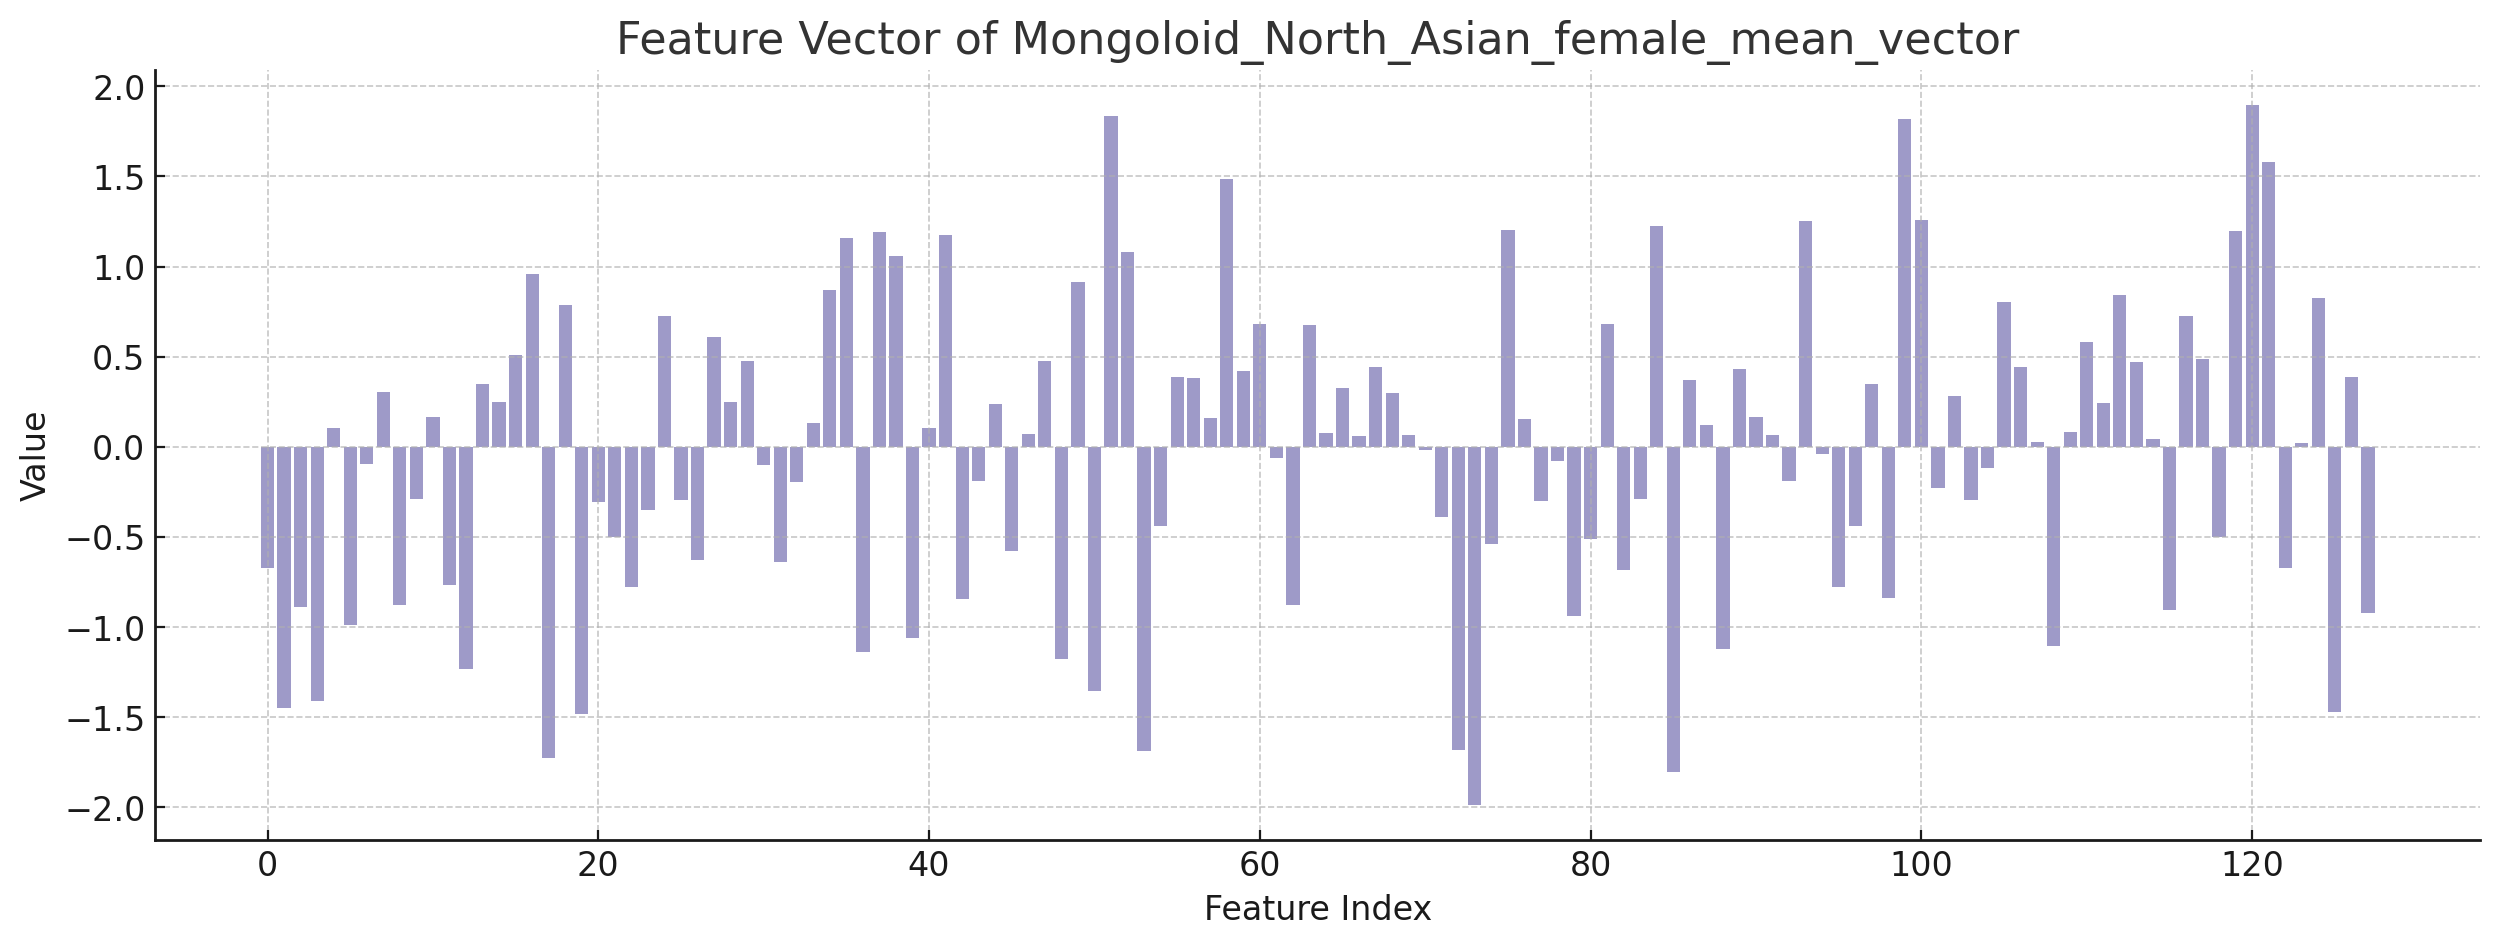 Feature Vector of Mongoloid_North_Asian_female_mean_vector
2.0
1.5
1.0
0.5
0.0
−0.5
−1.0
−1.5
−2.0
Value
0 20 40 60 80 100 120
Feature Index